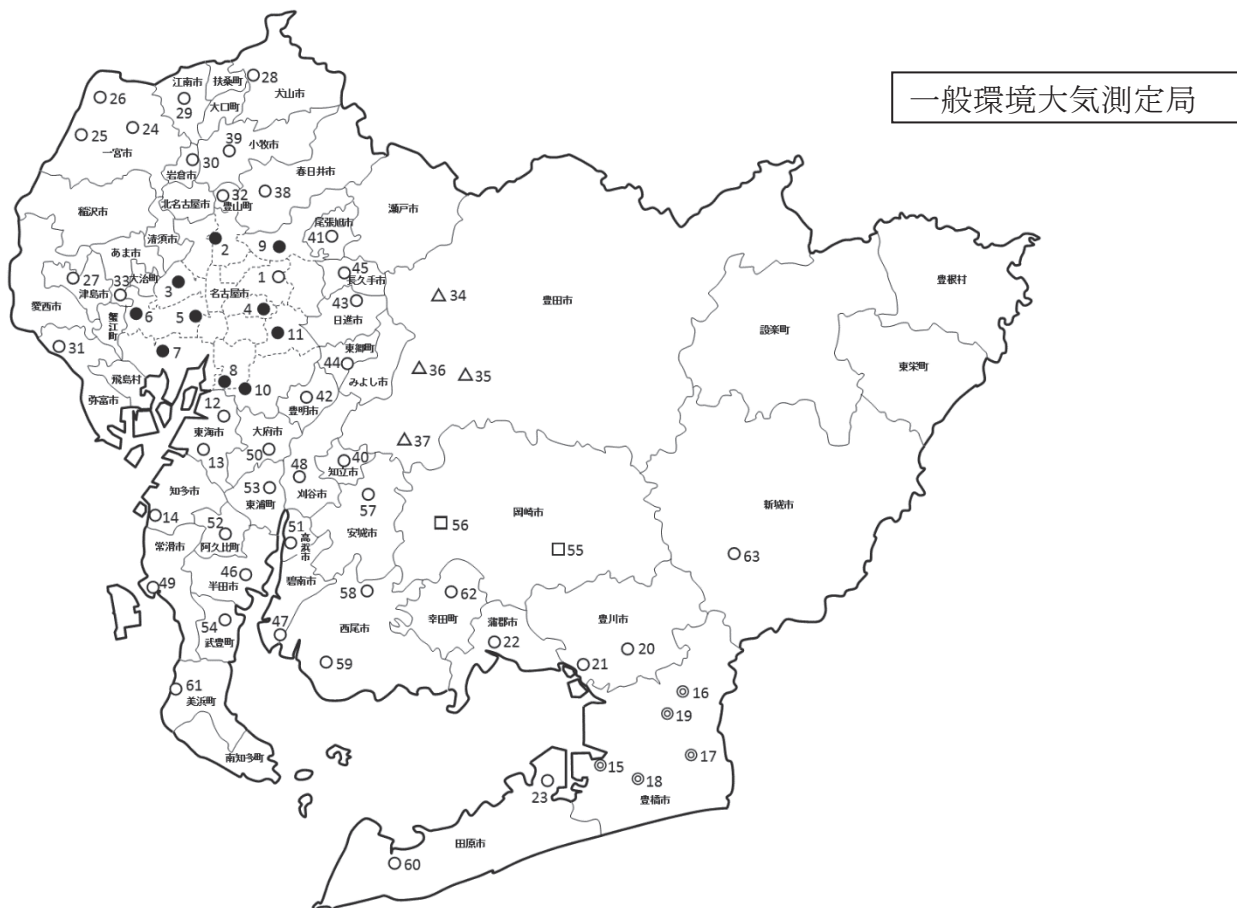 一般環境大気測定局
江南市
扶桑町
28
犬山市
26
29
大口町
25
24
39
小牧市
一宮市
30
岩倉市
春日井市
32
38
北名古屋市
豊山町
稲沢市
瀬戸市
清須市
尾張旭市
41
2
9
あま市
27
33
大治町
津島市
1
45
長久手市
3
名古屋市
34
豊田市
豊根村
愛西市
43
日進市
6
5
4
蟹江町
11
設楽町
31
7
東郷町
44
36
35
みよし市
東栄町
飛島村
8
10
弥富市
42
豊明市
12
東海市
大府市
37
13
50
48
40
知立市
知多市
53
東浦町
刈谷市
57
岡崎市
新城市
14
52
51
高浜市
安城市
56
常滑市
阿久比町
55
63
49
46
半田市
碧南市
58
62
54
47
幸田町
蒲郡市
豊川市
武豊町
西尾市
22
20
59
21
61
美浜町
16
19
南知多町
17
15
18
23
豊橋市
田原市
60